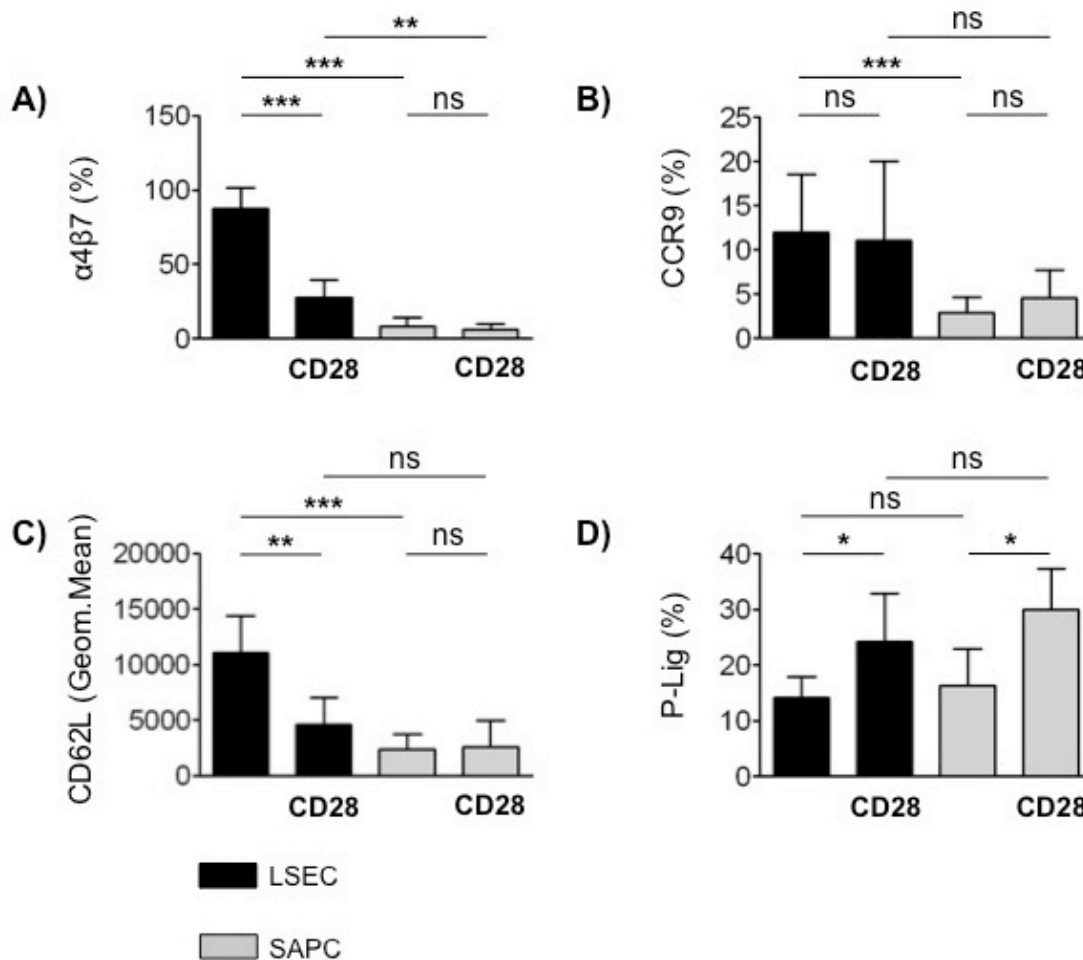 A)
α4β7 (%)
**
***
***
ns
150
100
50
0
CD28
CD28
B)
CCR9 (%)
ns
***
ns
ns
25
20
15
10
5
0
CD28
CD28
C)
CD62L (Geom.Mean)
ns
***
**
ns
20000
15000
10000
5000
0
CD28
CD28
D)
P-Lig (%)
ns
ns
*
*
40
30
20
10
0
CD28
CD28
LSEC
SAPC